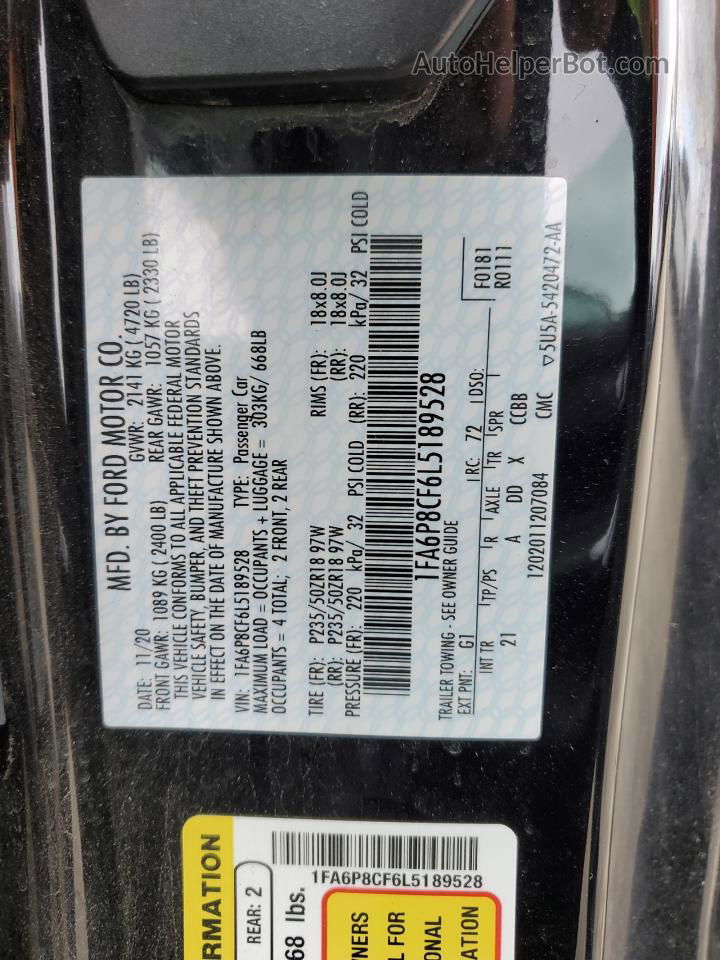 AutoHelperBot.com
MFD. BY FORD MOTOR CO.
DATE: 11/20 GVWR: 2141 KG ( 4720 LB)
FRONT GAWR: 1089 KG ( 2400 LB) REAR GAWR: 1057 KG ( 2330 LB)
THIS VEHICLE CONFORMS TO ALL APPLICABLE FEDERAL MOTOR
VEHICLE SAFETY, BUMPER, AND THEFT PREVENTION STANDARDS
IN EFFECT ON THE DATE OF MANUFACTURE SHOWN ABOVE.
VIN: 1FA6P8CF6L5189528 TYPE: Passenger Car
MAXIMUM LOAD = OCCUPANTS + LUGGAGE = 303KG/ 668LB
OCCUPANTS = 4 TOTAL; 2 FRONT, 2 REAR
TIRE (FR): P235/50ZR18 97W RIMS (FR): 18x8.0J
(RR): P235/50ZR18 97W (RR): 18x8.0J
PRESSURE (FR): 220 kPa/ 32 PSI COLD (RR): 220 kPa/ 32 PSI COLD
1FA6P8CF6L5189528
TRAILER TOWING - SEE OWNER GUIDE
EXT PNT: G1 RC: 72 DSO: F0181
R0111
INT TR TP/PS R AXLE TR SPR
21 A DD X CCBB
1202011207084 CMC ▽5U5A-5420472-AA
RMATION
REAR: 2
68 lbs.
1FA6P8CF6L5189528
WNERS
L FOR
ONAL
ATION